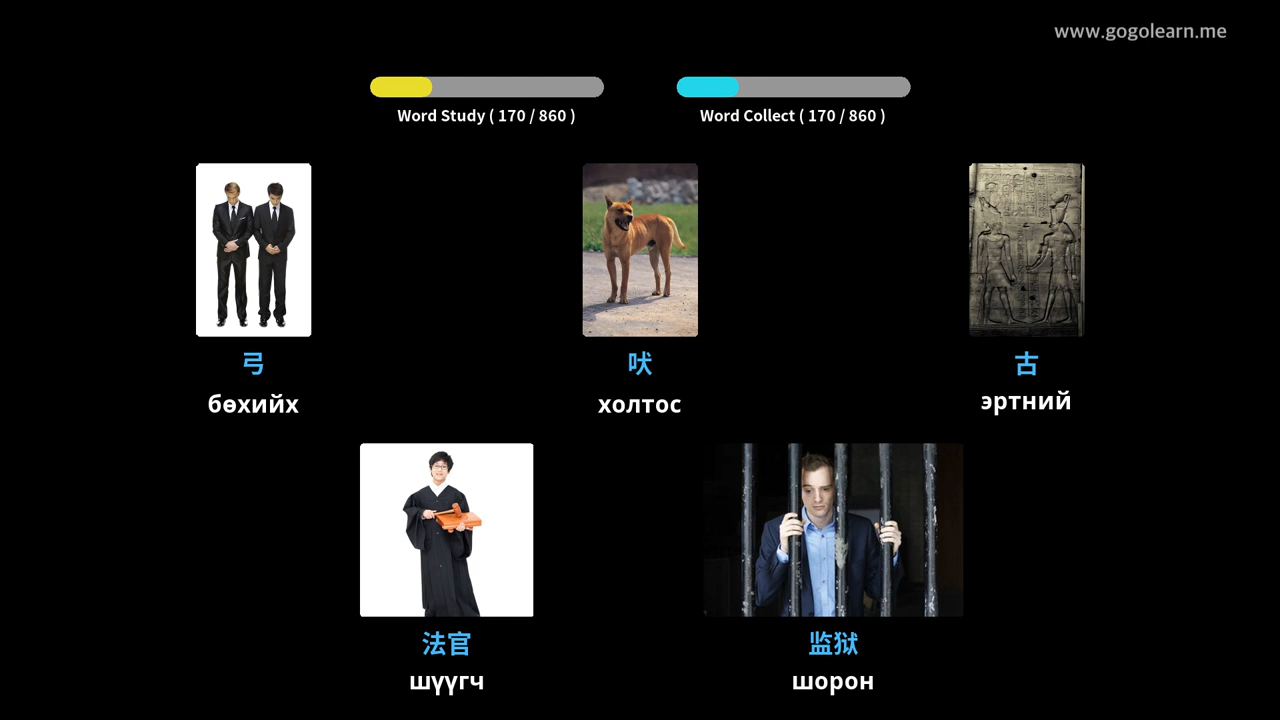 www.gogolearn.me
Word Study ( 170 / 860 )
Word Collect ( 170 / 860 )
弓
吠
古
бөхийх
холтос
эртний
法官
监狱
шүүгч
шорон